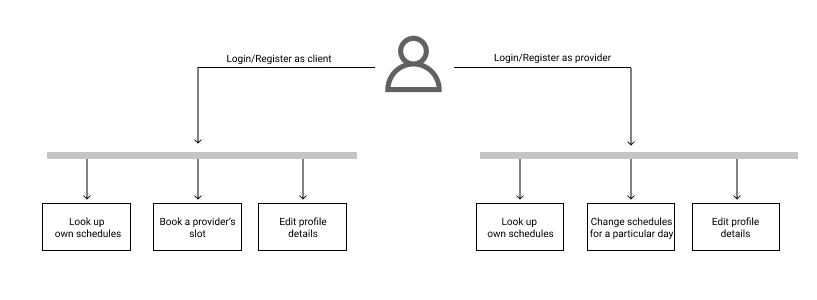 Login/Register as client
Login/Register as provider
Look up
own schedules
Book a provider's
slot
Edit profile
details
Look up
own schedules
Change schedules
for a particular day
Edit profile
details